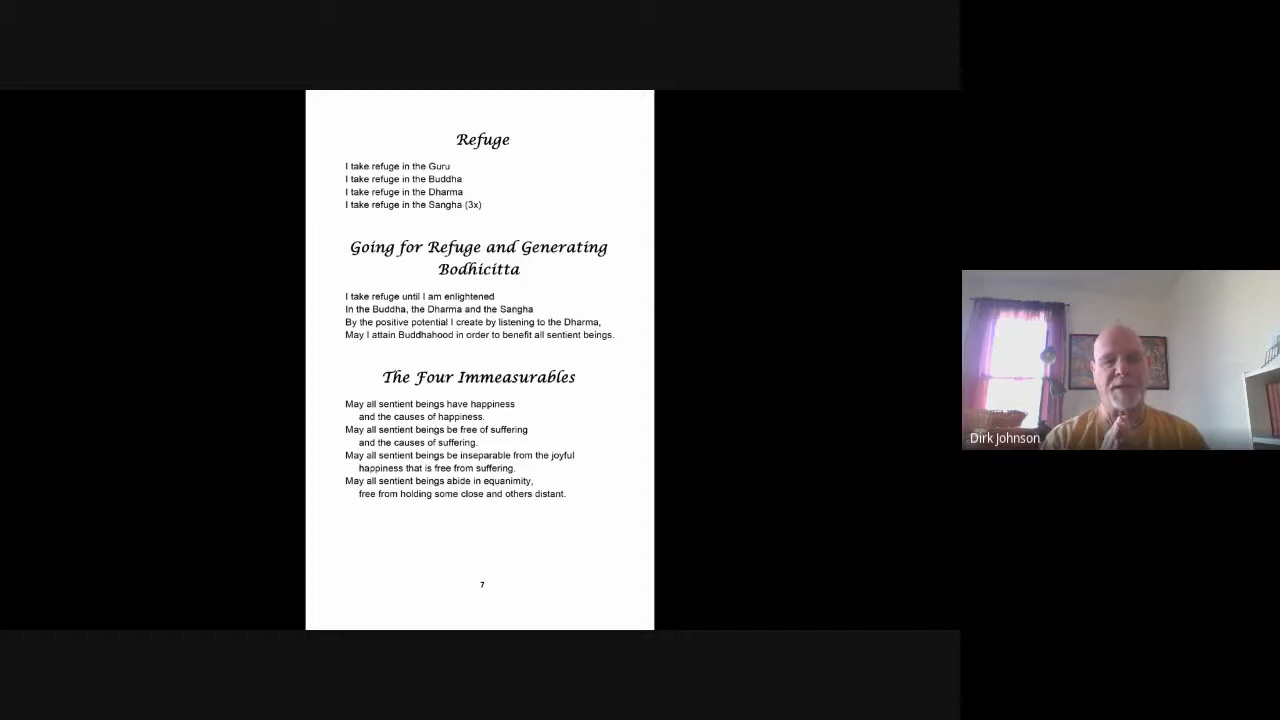 Refuge
I take refuge in the Guru
I take refuge in the Buddha
I take refuge in the Dharma
I take refuge in the Sangha (3x)
Going for Refuge and Generating
Bodhicitta
I take refuge until I am enlightened
In the Buddha, the Dharma and the Sangha
By the positive potential I create by listening to the Dharma,
May I attain Buddhahood in order to benefit all sentient beings.
The Four Immeasurables
May all sentient beings have happiness
and the causes of happiness.
May all sentient beings be free of suffering
and the causes of suffering.
May all sentient beings be inseparable from the joyful
happiness that is free from suffering.
May all sentient beings abide in equanimity,
free from holding some close and others distant.
7
Dirk Johnson